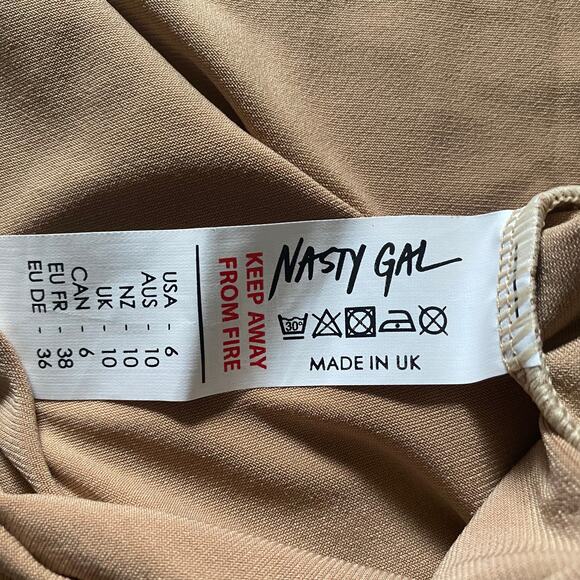 USA - 6
AUS - 10
NZ - 10
UK - 10
CAN - 6
EU FR - 38
EU DE - 36
KEEP AWAY
FROM FIRE
NASTY GAL
30°
MADE IN UK